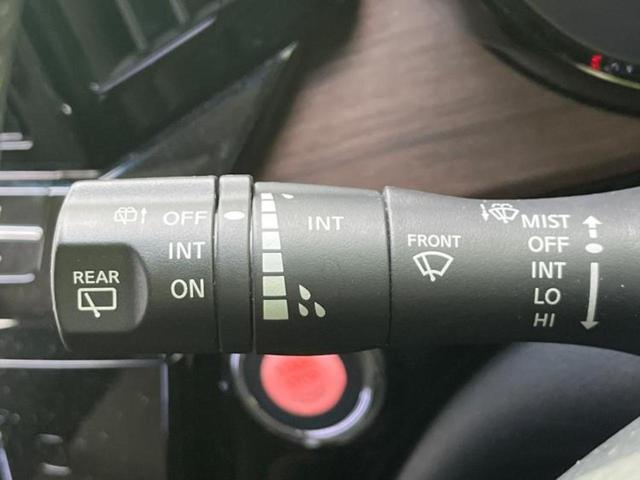 OFF
INT
ON
REAR
INT
FRONT
MIST
OFF
INT
LO
HI